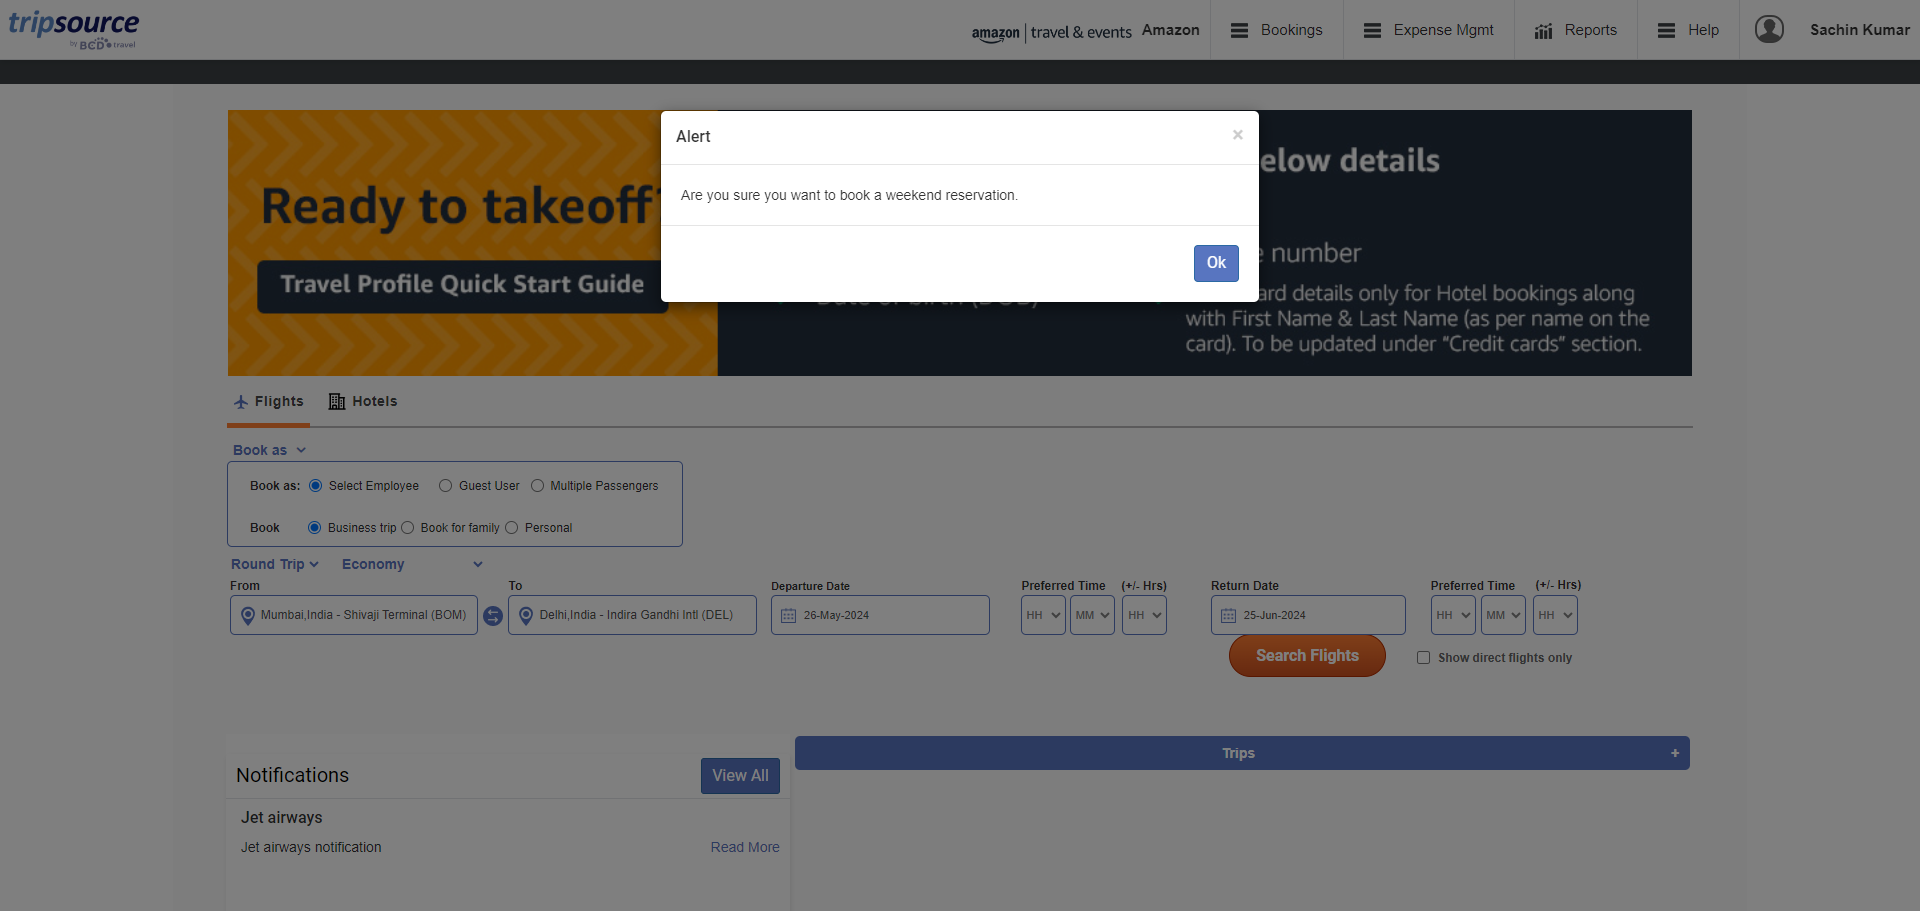 tripsource
by BCD travel
amazon | travel & events Amazon
Bookings
Expense Mgmt
Reports
Help
Sachin Kumar
Alert
×
Are you sure you want to book a weekend reservation.
Ok
Ready to takeoff
Travel Profile Quick Start Guide
elow details
number
ard details only for Hotel bookings along
with First Name & Last Name (as per name on the
card). To be updated under “Credit cards” section.
Flights
Hotels
Book as
Book as: Select Employee Guest User Multiple Passengers
Book Business trip Book for family Personal
Round Trip Economy
From To Departure Date Preferred Time (+/- Hrs) Return Date Preferred Time (+/- Hrs)
Mumbai,India - Shivaji Terminal (BOM) Delhi,India - Indira Gandhi Intl (DEL) 26-May-2024 HH MM HH 25-Jun-2024 HH MM HH
Search Flights Show direct flights only
Notifications View All
Trips +
Jet airways
Jet airways notification Read More